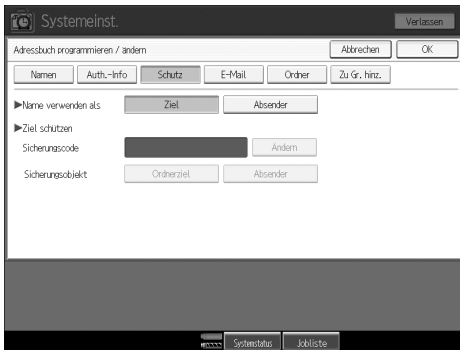 Systemeinst.
Verlassen
Adressbuch programmieren / ändern
Abbrechen
OK
Namen
Auth.-Info
Schutz
E-Mail
Ordner
Zu Gr. hinz.
►Name verwenden als
Ziel
Absender
►Ziel schützen
Sicherungscode
Ändern
Sicherungsobjekt
Ordnerziel
Absender
Systemstatus
Jobliste